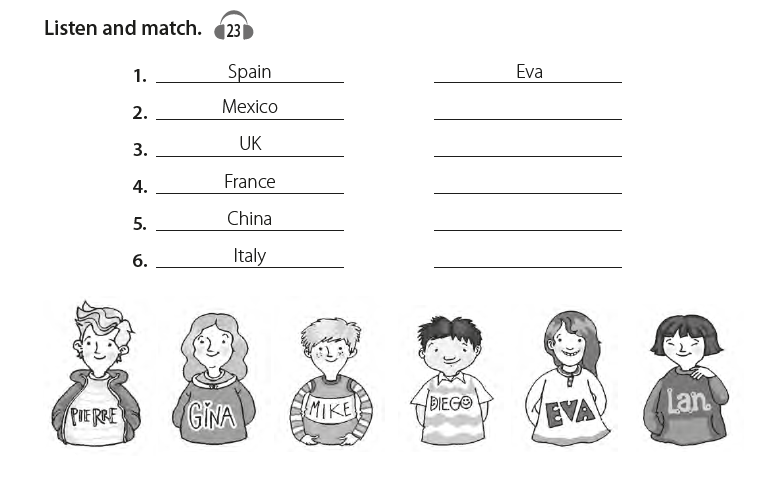 Listen and match. 23
1. Spain Eva
2. Mexico
3. UK
4. France
5. China
6. Italy
PIERRE GINA MIKE DIEGO EVA Lan